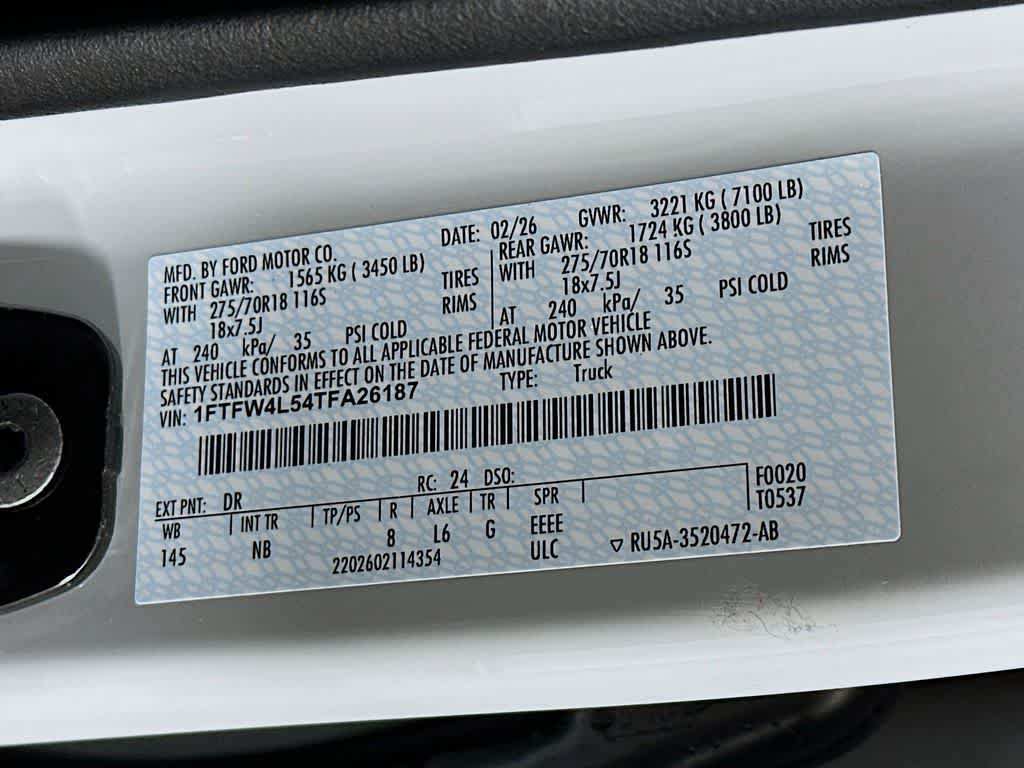 MFD. BY FORD MOTOR CO. DATE: 02/26 GVWR: 3221 KG ( 7100 LB)
FRONT GAWR: 1565 KG ( 3450 LB) REAR GAWR: 1724 KG ( 3800 LB)
WITH 275/70R18 116S TIRES WITH 275/70R18 116S TIRES
18x7.5J RIMS 18x7.5J RIMS
AT 240 kPa/ 35 PSI COLD AT 240 kPa/ 35 PSI COLD
THIS VEHICLE CONFORMS TO ALL APPLICABLE FEDERAL MOTOR VEHICLE
SAFETY STANDARDS IN EFFECT ON THE DATE OF MANUFACTURE SHOWN ABOVE.
VIN: 1FTFW4L54TFA26187 TYPE: Truck
EXT PNT: DR RC: 24 DSO: F0020
WB INT TR TP/PS R AXLE TR SPR T0537
145 NB 8 L6 G EEEE
2202602114354 ULC RU5A-3520472-AB